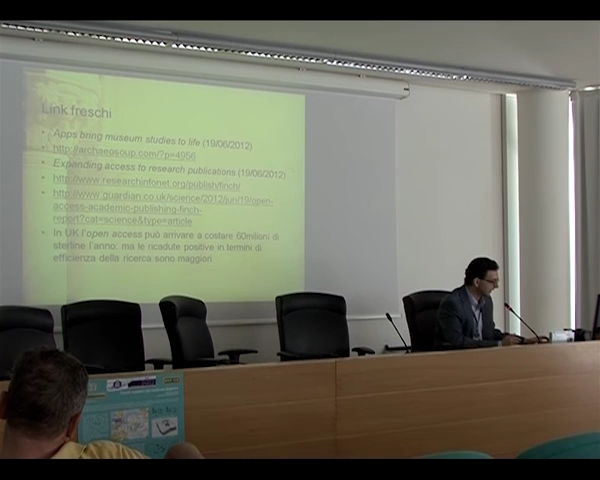 Link freschi
• Apps bring museum studies to life (19/06/2012)
• http://archaeosoup.com/?p=4956
• Expanding access to research publications (19/06/2012)
• http://www.researchinfonet.org/publish/finch/
• http://www.guardian.co.uk/science/2012/jun/19/open-
access-academic-publishing-finch-
report?cat=science&type=article
• In UK l'open access può arrivare a costare 60milioni di
sterline l'anno: ma le ricadute positive in termini di
efficienza della ricerca sono maggiori